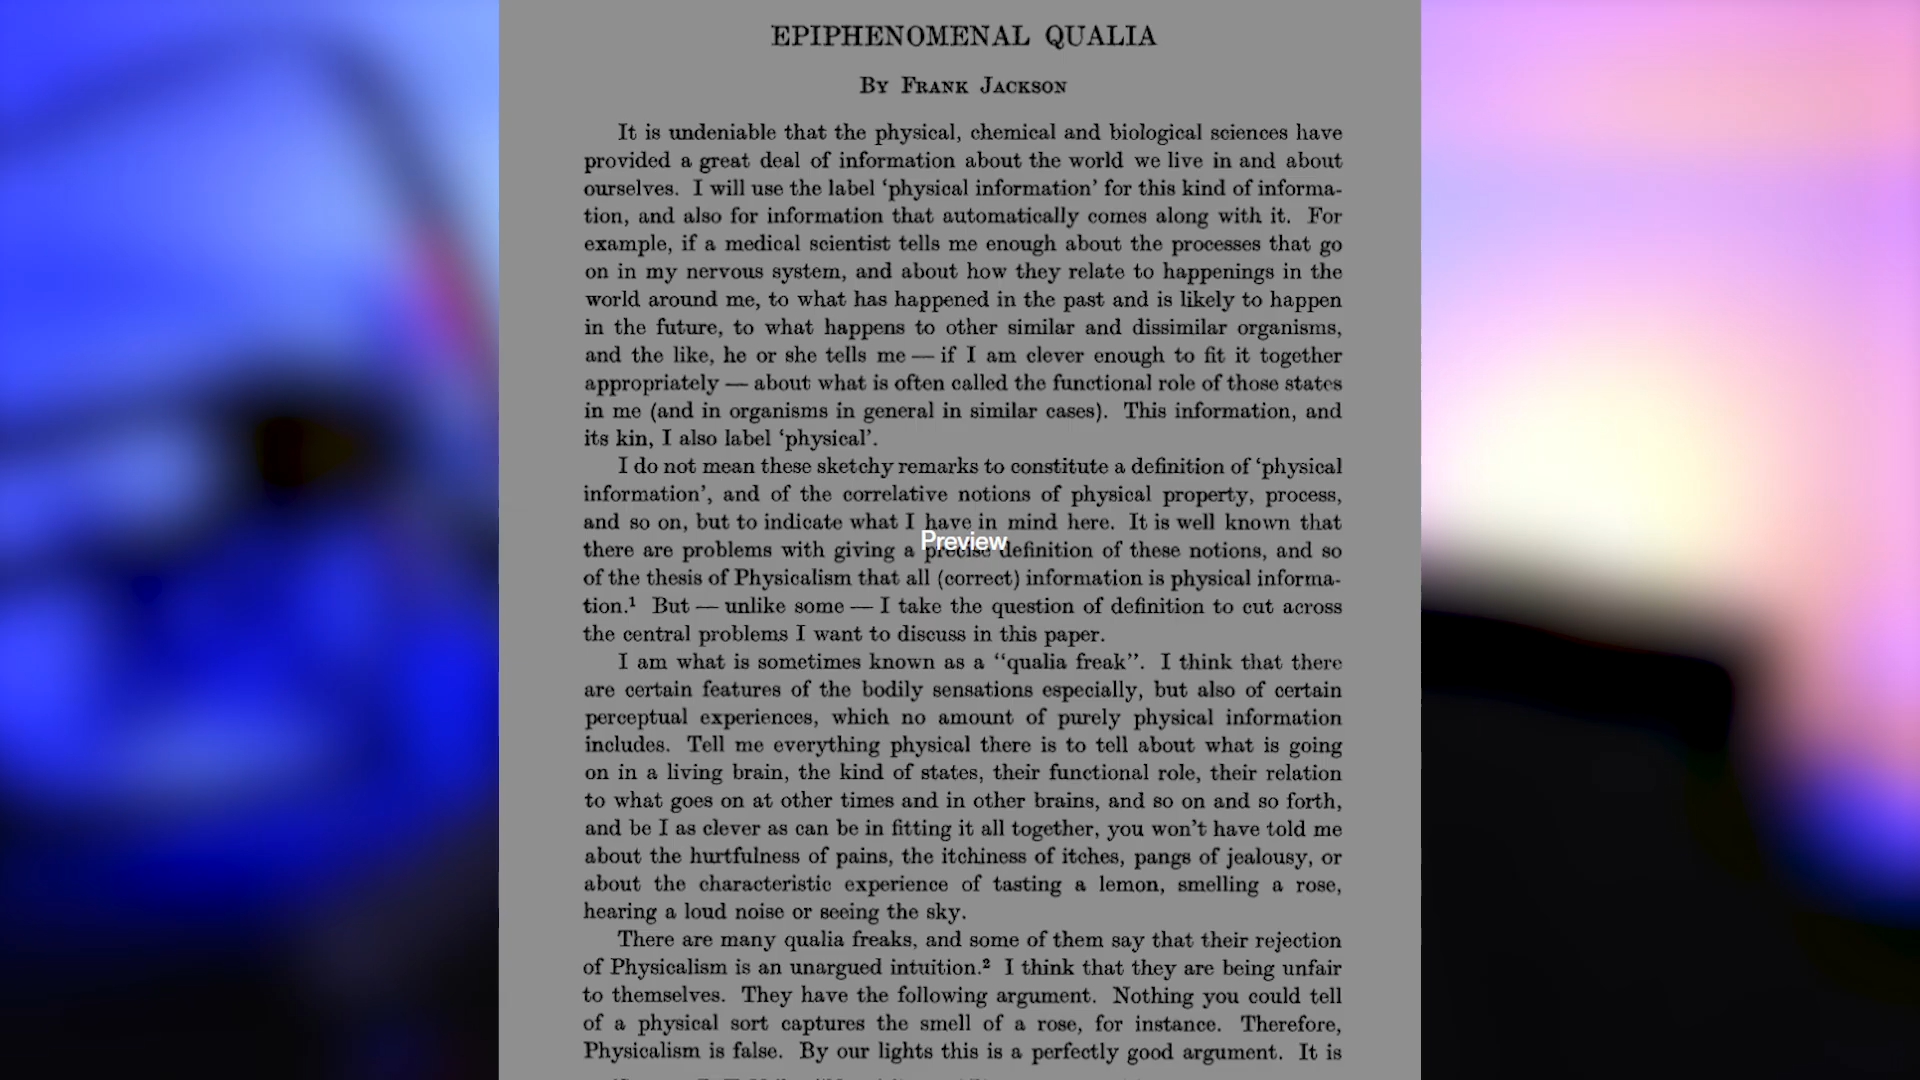 EPIPHENOMENAL QUALIA
BY FRANK JACKSON
It is undeniable that the physical, chemical and biological sciences have
provided a great deal of information about the world we live in and about
ourselves. I will use the label ‘physical information’ for this kind of informa-
tion, and also for information that automatically comes along with it. For
example, if a medical scientist tells me enough about the processes that go
on in my nervous system, and about how they relate to happenings in the
world around me, to what has happened in the past and is likely to happen
in the future, to what happens to other similar and dissimilar organisms,
and the like, he or she tells me — if I am clever enough to fit it together
appropriately — about what is often called the functional role of those states
in me (and in organisms in general in similar cases). This information, and
its kin, I also label ‘physical’.
I do not mean these sketchy remarks to constitute a definition of ‘physical
information’, and of the correlative notions of physical property, process,
and so on, but to indicate what I have in mind here. It is well known that
Preview
there are problems with giving a precise definition of these notions, and so
of the thesis of Physicalism that all (correct) information is physical informa-
tion.¹ But — unlike some — I take the question of definition to cut across
the central problems I want to discuss in this paper.
I am what is sometimes known as a “qualia freak”. I think that there
are certain features of the bodily sensations especially, but also of certain
perceptual experiences, which no amount of purely physical information
includes. Tell me everything physical there is to tell about what is going
on in a living brain, the kind of states, their functional role, their relation
to what goes on at other times and in other brains, and so on and so forth,
and be I as clever as can be in fitting it all together, you won’t have told me
about the hurtfulness of pains, the itchiness of itches, pangs of jealousy, or
about the characteristic experience of tasting a lemon, smelling a rose,
hearing a loud noise or seeing the sky.
There are many qualia freaks, and some of them say that their rejection
of Physicalism is an unargued intuition.² I think that they are being unfair
to themselves. They have the following argument. Nothing you could tell
of a physical sort captures the smell of a rose, for instance. Therefore,
Physicalism is false. By our lights this is a perfectly good argument. It is